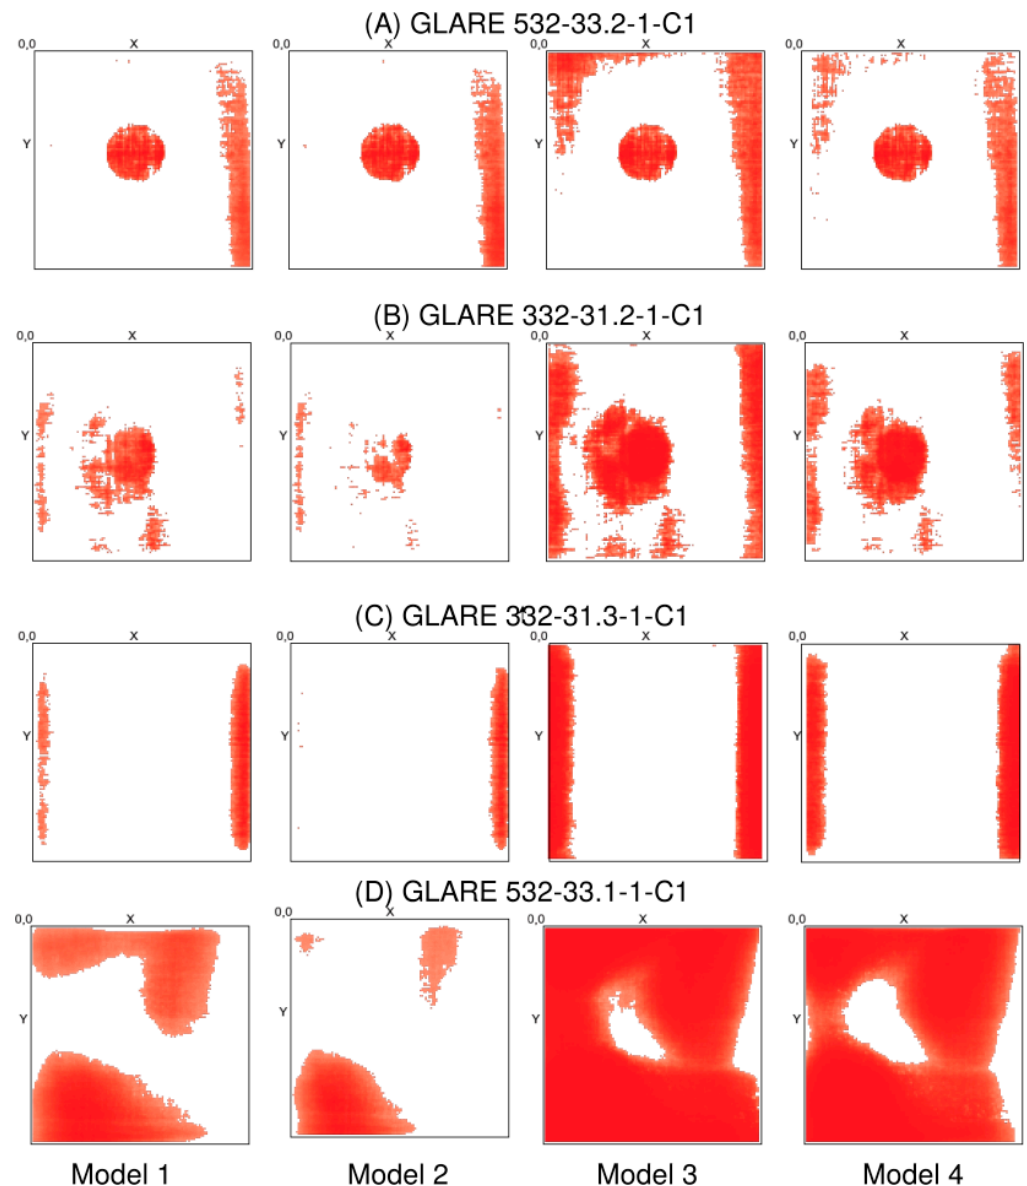 (A) GLARE 532-33.2-1-C1
0,0 X 0,0 X 0,0 X 0,0 X
Y Y Y Y
(B) GLARE 332-31.2-1-C1
0,0 X 0,0 X 0,0 X 0,0 X
Y Y Y Y
(C) GLARE 332-31.3-1-C1
0,0 X 0,0 X 0,0 X 0,0 X
Y Y Y Y
(D) GLARE 532-33.1-1-C1
0,0 X 0,0 X 0,0 X 0,0 X
Y Y Y Y
Model 1 Model 2 Model 3 Model 4